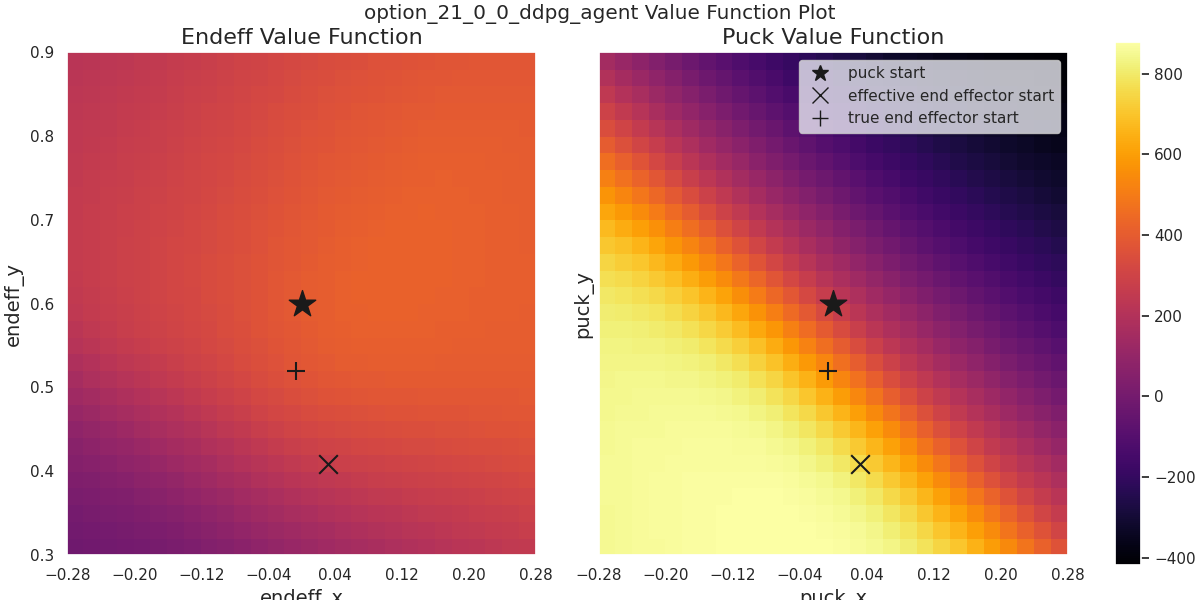 option_21_0_0_ddpg_agent Value Function Plot
Endeff Value Function
Puck Value Function
puck start
effective end effector start
true end effector start
endeff_y
0.9
0.8
0.7
0.6
0.5
0.4
0.3
−0.28 −0.20 −0.12 −0.04 0.04 0.12 0.20 0.28
endeff_x
puck_y
−0.28 −0.20 −0.12 −0.04 0.04 0.12 0.20 0.28
puck_x
800
600
400
200
0
−200
−400